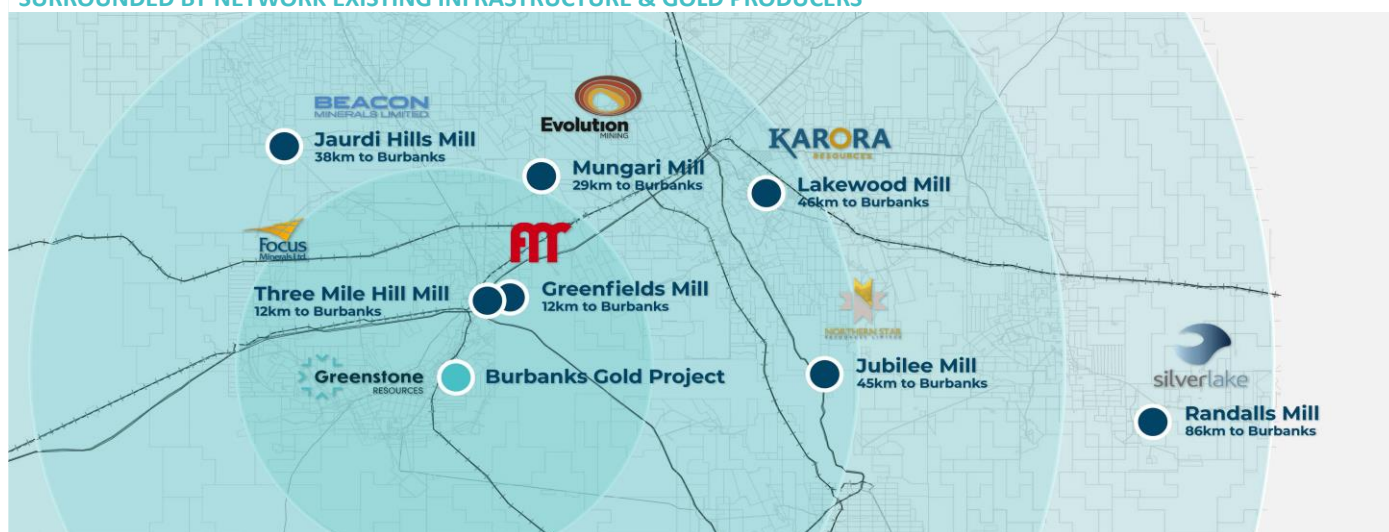 SURROUNDED BY NETWORK EXISTING INFRASTRUCTURE & GOLD PRODUCERS
BEACON
MINERALS LIMITED
Jaurdi Hills Mill
38km to Burbanks
Evolution
MINING
Mungari Mill
29km to Burbanks
KARORA
RESOURCES
Lakewood Mill
46km to Burbanks
Focus
Minerals Ltd.
Three Mile Hill Mill
12km to Burbanks
FMR
Greenfields Mill
12km to Burbanks
NORTHERN STAR
RESOURCES LIMITED
Jubilee Mill
45km to Burbanks
silverlake
Randalls Mill
86km to Burbanks
Greenstone
RESOURCES
Burbanks Gold Project